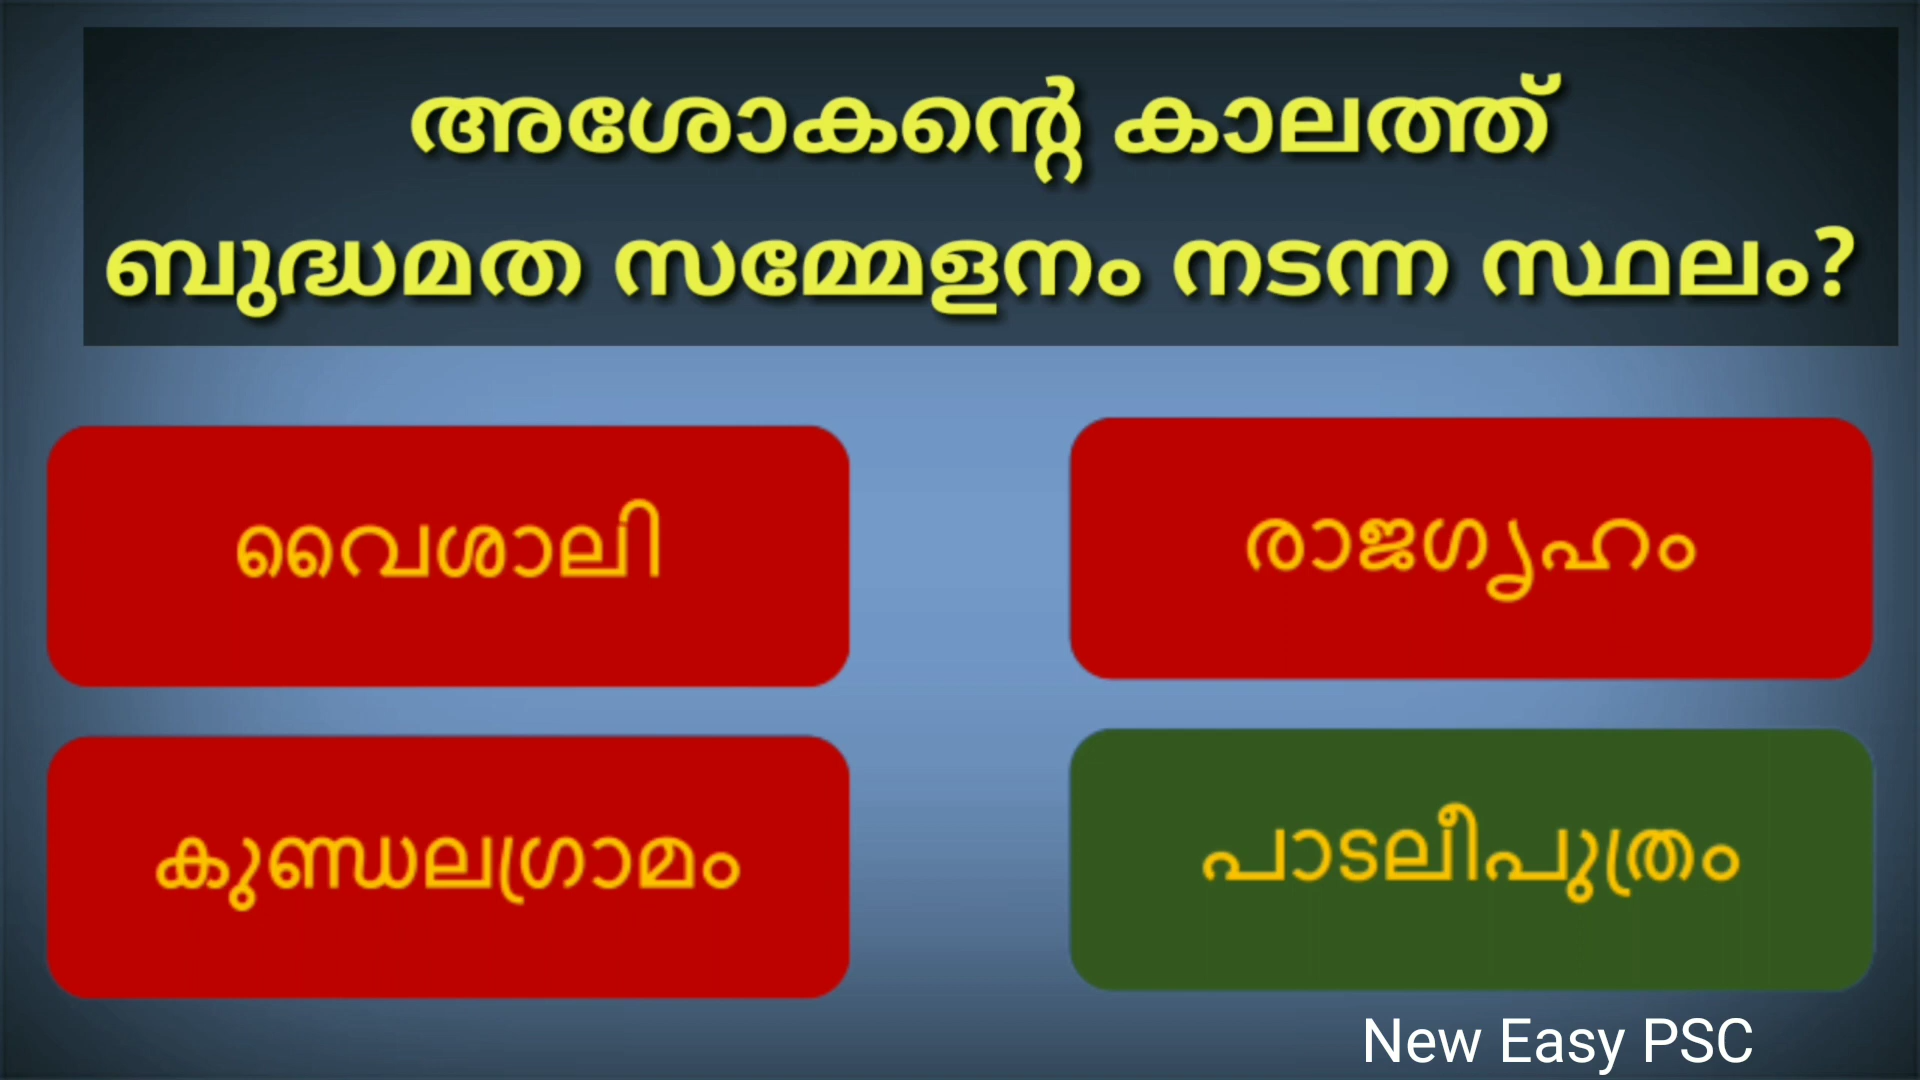 അശോകന്റെ കാലത്ത്
ബുദ്ധമത സമ്മേളനം നടന്ന സ്ഥലം?
വൈശാലി
രാജഗൃഹം
കുണ്ഡലഗ്രാമം
പാടലീപുത്രം
New Easy PSC